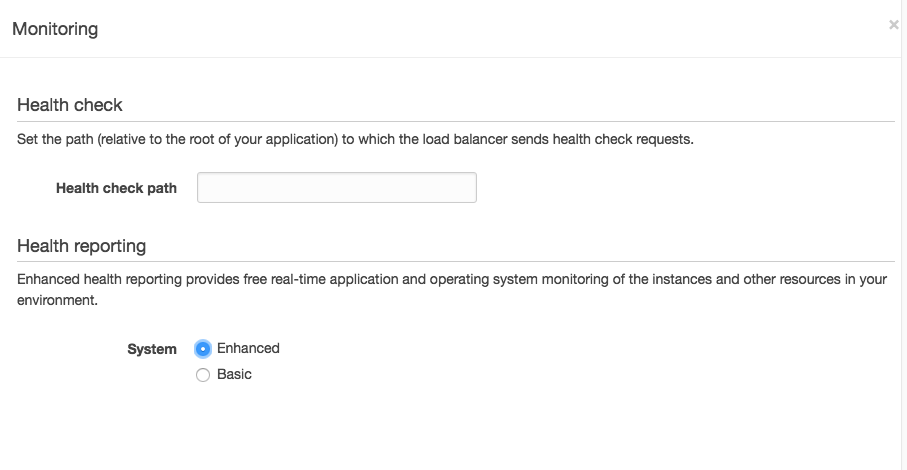 Monitoring
×
Health check
Set the path (relative to the root of your application) to which the load balancer sends health check requests.
Health check path
Health reporting
Enhanced health reporting provides free real-time application and operating system monitoring of the instances and other resources in your
environment.
System Enhanced
Basic